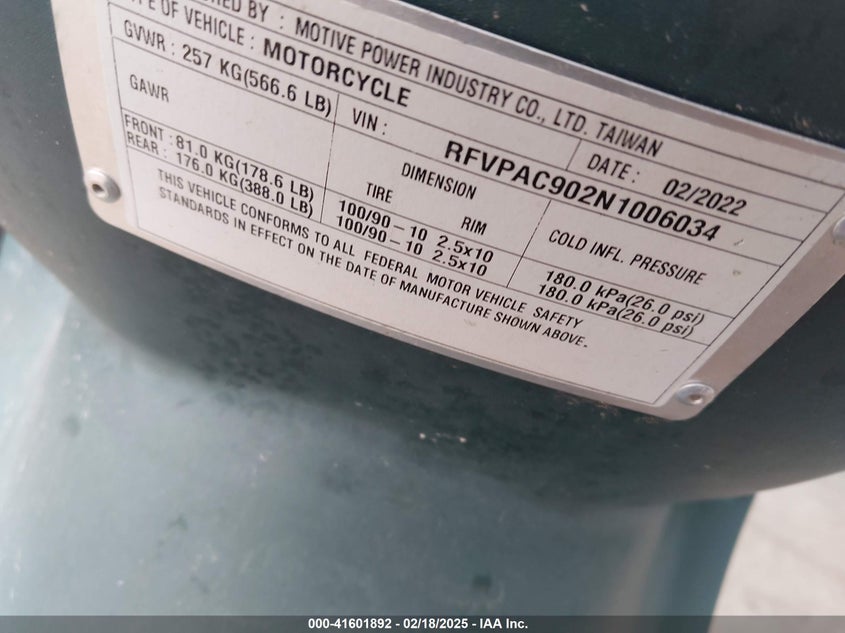 BY : MOTIVE POWER INDUSTRY CO., LTD. TAIWAN
OF VEHICLE : MOTORCYCLE
DATE : 02/2022
GVWR : 257 KG(566.6 LB)
VIN : RFVPAC902N1006034
GAWR
DIMENSION
TIRE RIM
COLD INFL. PRESSURE
FRONT : 81.0 KG(178.6 LB) 100/90-10 2.5x10 180.0 kPa(26.0 psi)
REAR : 176.0 KG(388.0 LB) 100/90-10 2.5x10 180.0 kPa(26.0 psi)
THIS VEHICLE CONFORMS TO ALL FEDERAL MOTOR VEHICLE SAFETY
STANDARDS IN EFFECT ON THE DATE OF MANUFACTURE SHOWN ABOVE.
000-41601892 - 02/18/2025 - IAA Inc.